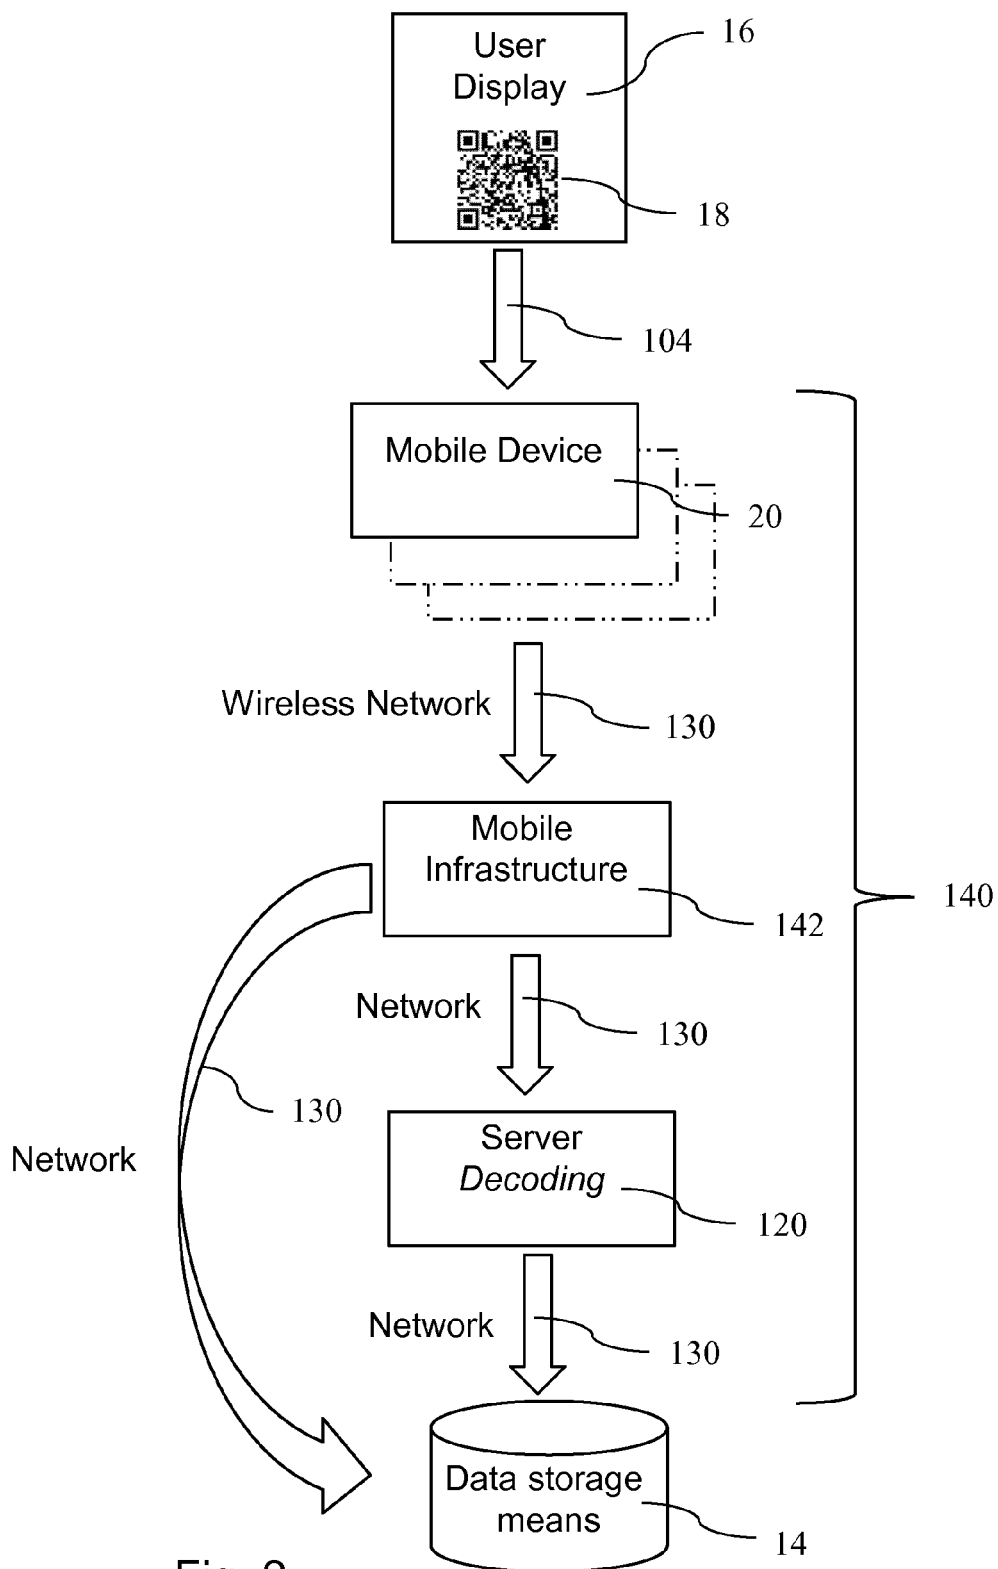 User
Display
16
18
104
Mobile Device
20
Wireless Network
130
Mobile
Infrastructure
142
140
Network
130
130
Network
Server
Decoding
120
Network
130
Data storage
means
14